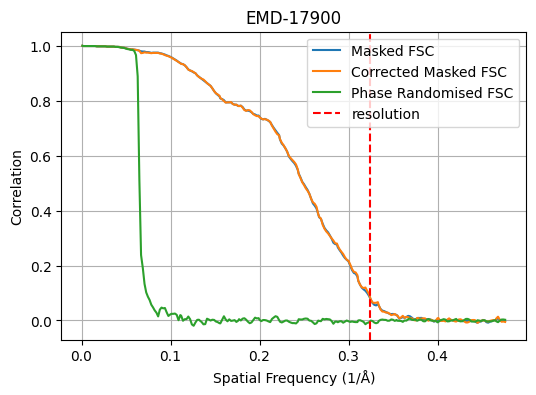 EMD-17900
Masked FSC
Corrected Masked FSC
Phase Randomised FSC
resolution
Correlation
1.0
0.8
0.6
0.4
0.2
0.0
0.0 0.1 0.2 0.3 0.4
Spatial Frequency (1/Å)